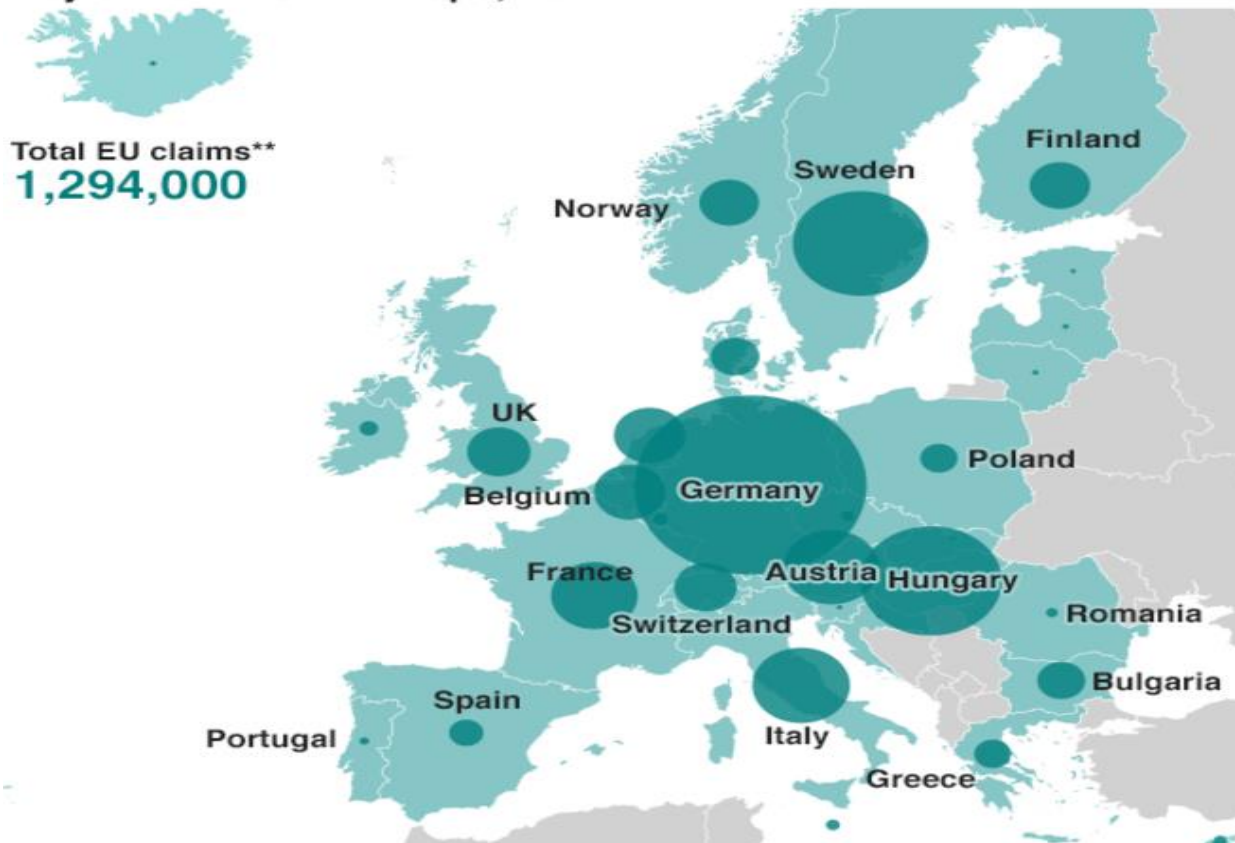 Total EU claims**
1,294,000
Finland
Sweden
Norway
UK
Poland
Belgium
Germany
France
Austria
Hungary
Switzerland
Romania
Bulgaria
Spain
Portugal
Italy
Greece